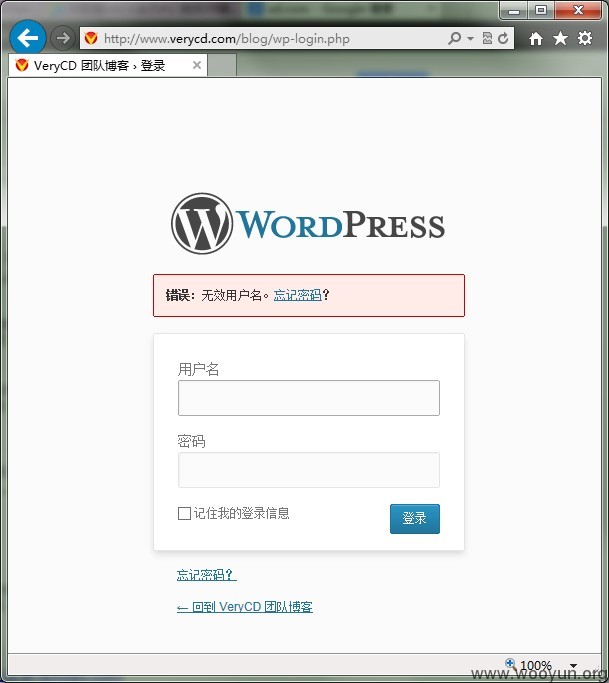 http://www.verycd.com/blog/wp-login.php
VeryCD 团队博客 › 登录
WORDPRESS
错误：无效用户名。忘记密码？
用户名
密码
记住我的登录信息
登录
忘记密码？
← 回到 VeryCD 团队博客
100%
www.wooyun.org